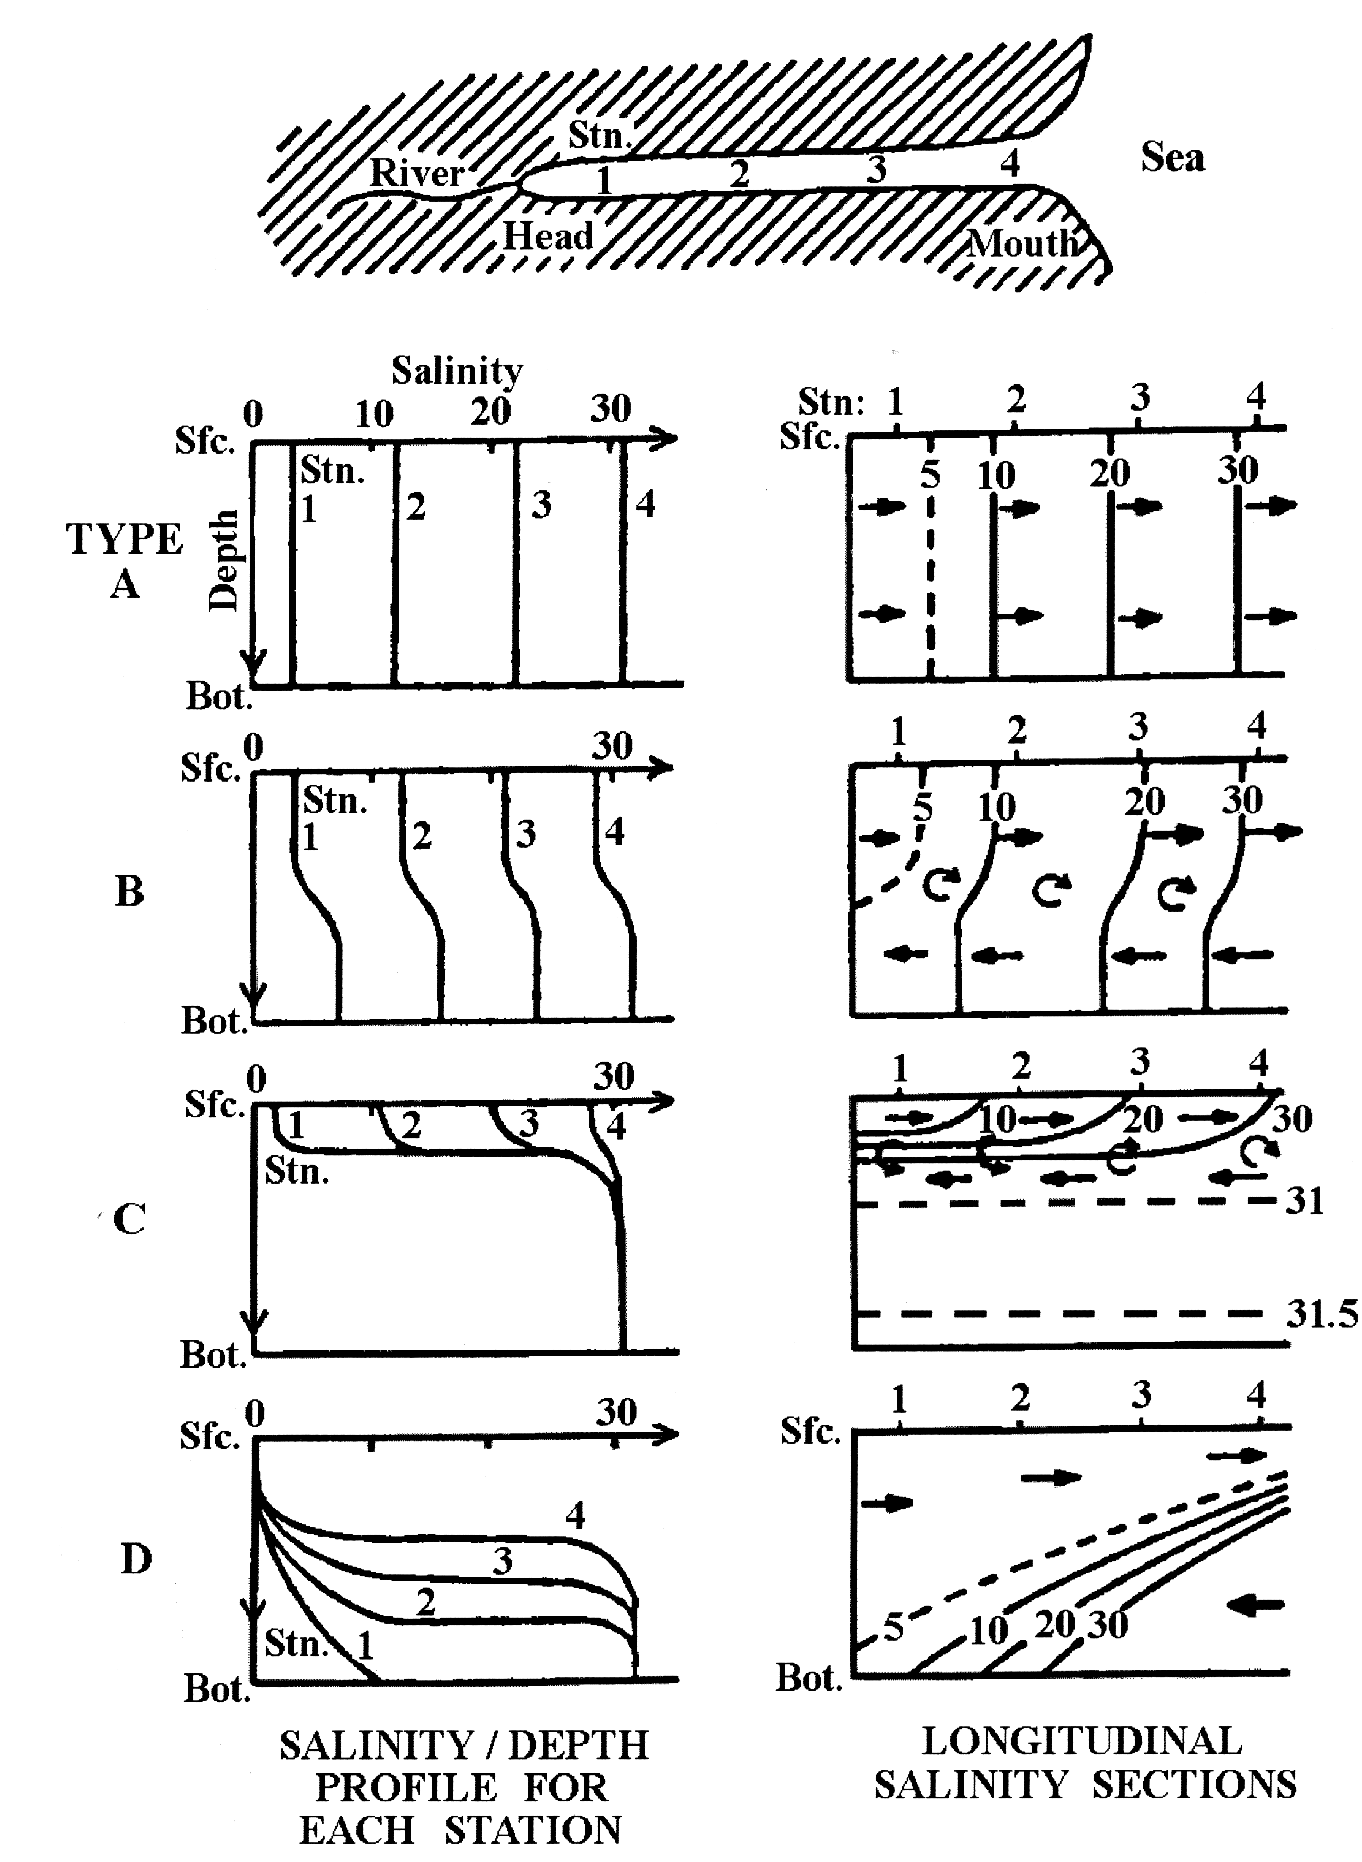 Stn.
River
1 2 3 4
Sea
Head
Mouth
Salinity
0 10 20 30
Sfc.
Stn.
1 2 3 4
TYPE
A
Depth
Bot.
Stn: 1 2 3 4
Sfc.
5 10 20 30
0 30
Sfc.
Stn.
1 2 3 4
B
Bot.
1 2 3 4
5 10 20 30
0 30
Sfc.
1 2 3 4
Stn.
C
Bot.
1 2 3 4
10 20 30
31
31.5
0 30
Sfc.
4
3
2
D
Stn. 1
Bot.
1 2 3 4
Sfc.
5 10 20 30
Bot.
SALINITY / DEPTH
PROFILE FOR
EACH STATION
LONGITUDINAL
SALINITY SECTIONS